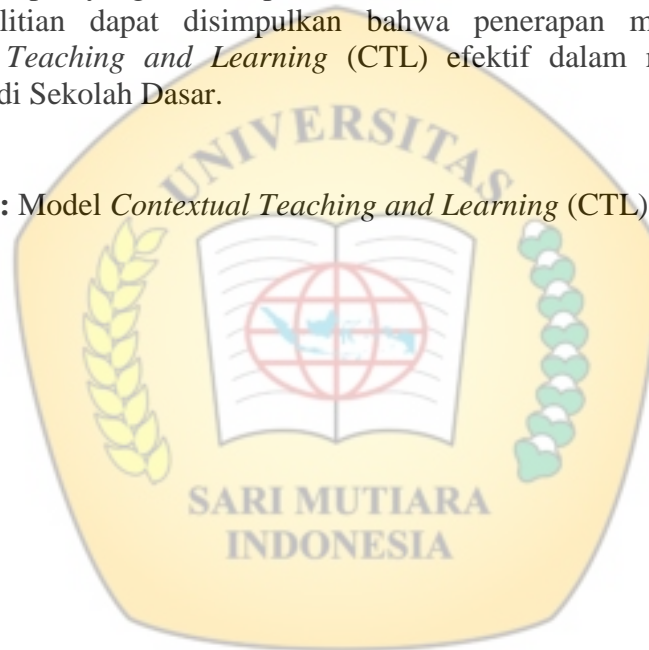 litian dapat disimpulkan bahwa penerapan m
Teaching and Learning (CTL) efektif dalam
di Sekolah Dasar.
: Model Contextual Teaching and Learning (CTL)
UNIVERSITAS
SARI MUTIARA
INDONESIA